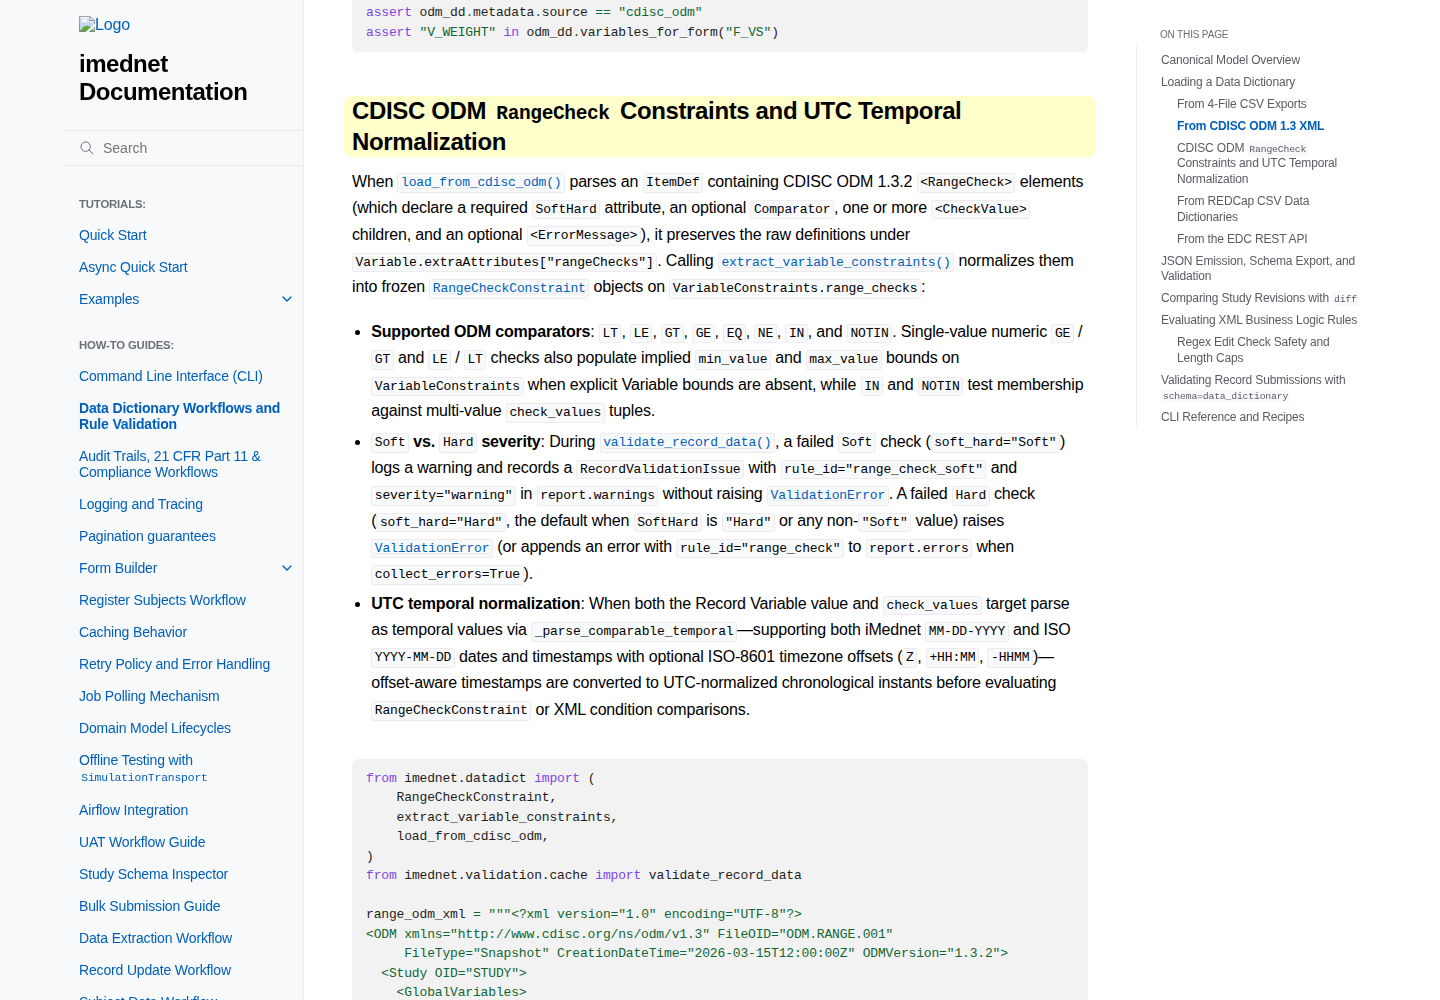 Logo
imednet
Documentation
Search
TUTORIALS:
Quick Start
Async Quick Start
Examples
HOW-TO GUIDES:
Command Line Interface (CLI)
Data Dictionary Workflows and
Rule Validation
Audit Trails, 21 CFR Part 11 &
Compliance Workflows
Logging and Tracing
Pagination guarantees
Form Builder
Register Subjects Workflow
Caching Behavior
Retry Policy and Error Handling
Job Polling Mechanism
Domain Model Lifecycles
Offline Testing with
SimulationTransport
Airflow Integration
UAT Workflow Guide
Study Schema Inspector
Bulk Submission Guide
Data Extraction Workflow
Record Update Workflow
Subject Data Workflow
assert odm_dd.metadata.source == "cdisc_odm"
assert "V_WEIGHT" in odm_dd.variables_for_form("F_VS")
CDISC ODM RangeCheck Constraints and UTC Temporal
Normalization
When load_from_cdisc_odm() parses an ItemDef containing CDISC ODM 1.3.2 <RangeCheck> elements
(which declare a required SoftHard attribute, an optional Comparator, one or more <CheckValue>
children, and an optional <ErrorMessage>), it preserves the raw definitions under
Variable.extraAttributes["rangeChecks"]. Calling extract_variable_constraints() normalizes them
into frozen RangeCheckConstraint objects on VariableConstraints.range_checks:
• Supported ODM comparators: LT, LE, GT, GE, EQ, NE, IN, and NOTIN. Single-value numeric GE /
GT and LE / LT checks also populate implied min_value and max_value bounds on
VariableConstraints when explicit Variable bounds are absent, while IN and NOTIN test membership
against multi-value check_values tuples.
• Soft vs. Hard severity: During validate_record_data(), a failed Soft check (soft_hard="Soft")
logs a warning and records a RecordValidationIssue with rule_id="range_check_soft" and
severity="warning" in report.warnings without raising ValidationError. A failed Hard check
(soft_hard="Hard", the default when SoftHard is "Hard" or any non-"Soft" value) raises
ValidationError (or appends an error with rule_id="range_check" to report.errors when
collect_errors=True).
• UTC temporal normalization: When both the Record Variable value and check_values target parse
as temporal values via _parse_comparable_temporal—supporting both iMednet MM-DD-YYYY and ISO
YYYY-MM-DD dates and timestamps with optional ISO-8601 timezone offsets (Z, +HH:MM, -HHMM)—
offset-aware timestamps are converted to UTC-normalized chronological instants before evaluating
RangeCheckConstraint or XML condition comparisons.
from imednet.datadict import (
    RangeCheckConstraint,
    extract_variable_constraints,
    load_from_cdisc_odm,
)
from imednet.validation.cache import validate_record_data
range_odm_xml = """<?xml version="1.0" encoding="UTF-8"?>
<ODM xmlns="http://www.cdisc.org/ns/odm/v1.3" FileOID="ODM.RANGE.001"
     FileType="Snapshot" CreationDateTime="2026-03-15T12:00:00Z" ODMVersion="1.3.2">
  <Study OID="STUDY">
    <GlobalVariables>
ON THIS PAGE
Canonical Model Overview
Loading a Data Dictionary
From 4-File CSV Exports
From CDISC ODM 1.3 XML
CDISC ODM RangeCheck
Constraints and UTC Temporal
Normalization
From REDCap CSV Data
Dictionaries
From the EDC REST API
JSON Emission, Schema Export, and
Validation
Comparing Study Revisions with diff
Evaluating XML Business Logic Rules
Regex Edit Check Safety and
Length Caps
Validating Record Submissions with
schema=data_dictionary
CLI Reference and Recipes